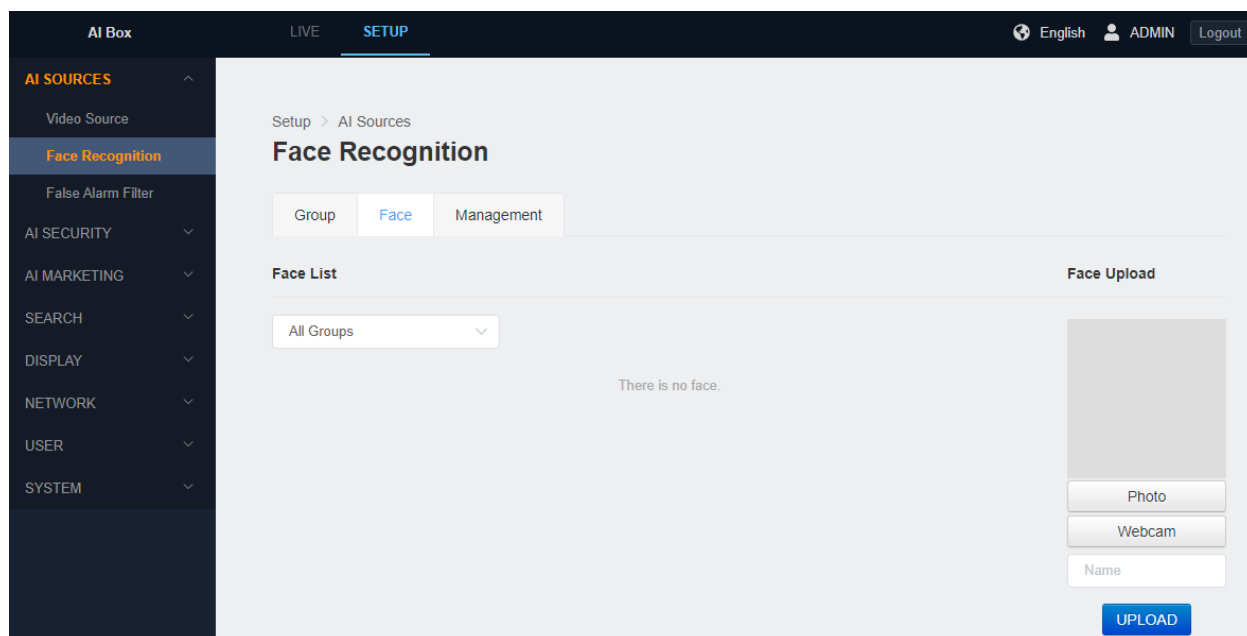 AI Box LIVE SETUP English ADMIN Logout
AI SOURCES
Video Source
Face Recognition
False Alarm Filter
AI SECURITY
AI MARKETING
SEARCH
DISPLAY
NETWORK
USER
SYSTEM
Setup > AI Sources
Face Recognition
Group Face Management
Face List
All Groups
There is no face.
Face Upload
Photo
Webcam
Name
UPLOAD